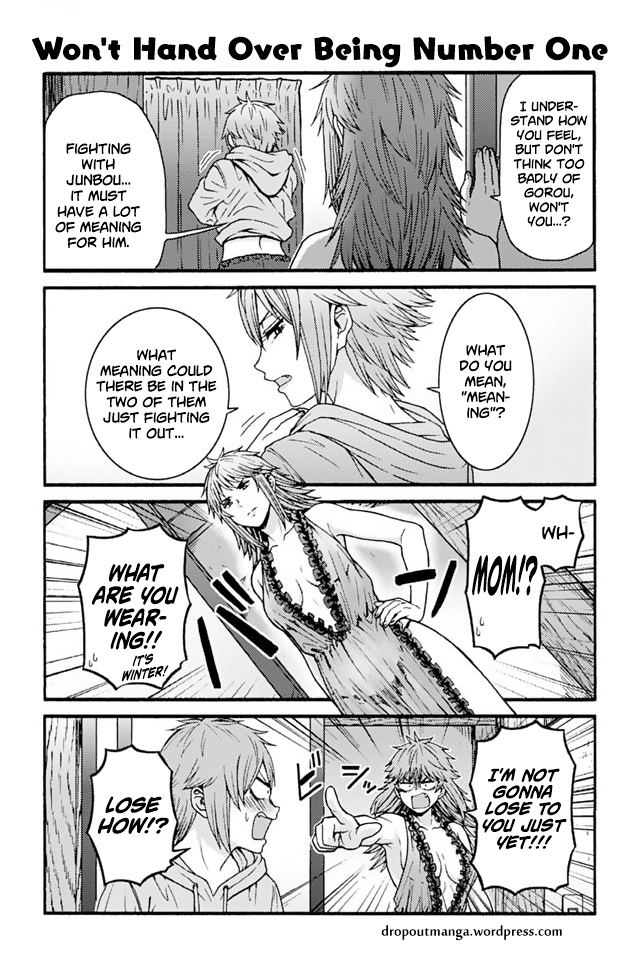 Won't Hand Over Being Number One
I UNDER-
STAND HOW
YOU FEEL,
BUT DON'T
THINK TOO
BADLY OF
GOROU,
WON'T
YOU...?
FIGHTING
WITH
JUNBOU...
IT MUST
HAVE A LOT
OF MEANING
FOR HIM.
WHAT
DO YOU
MEAN,
"MEAN-
ING"?
WHAT
MEANING COULD
THERE BE IN THE
TWO OF THEM
JUST FIGHTING
IT OUT...
WH-
MOM!?
WHAT
ARE YOU
WEAR-
ING!!
IT'S
WINTER!
I'M NOT
GONNA
LOSE TO
YOU JUST
YET!!!
ビシッ
LOSE
HOW!?
dropoutmanga.wordpress.com